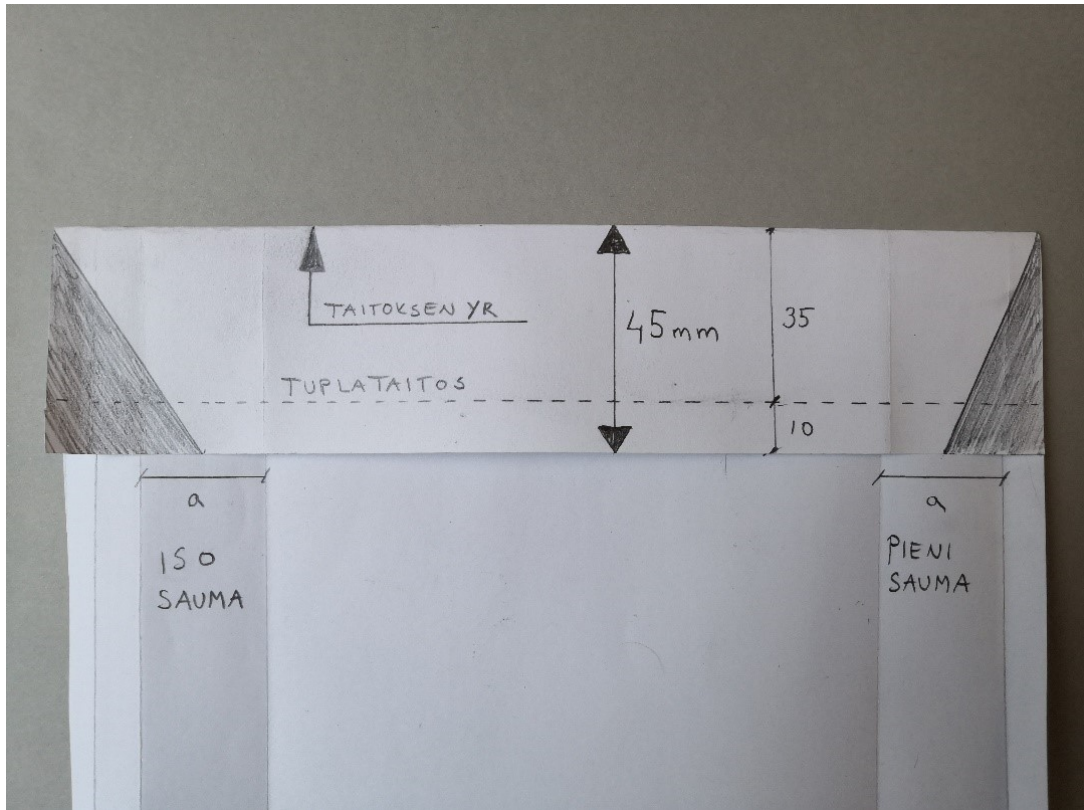 TAITOKSEN YR
45mm
35
TUPLATAITOS
10
a
ISO
SAUMA
a
PIENI
SAUMA